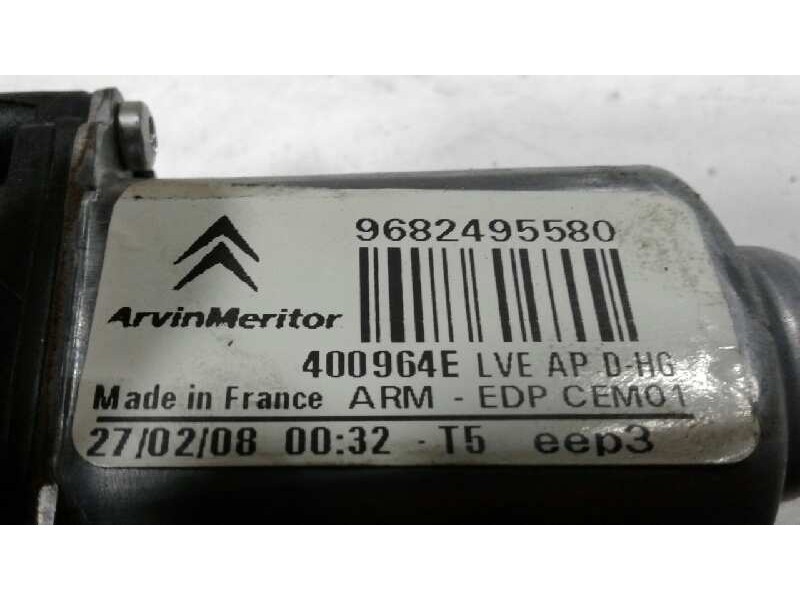 9682495580
ArvinMeritor
400964E LVE AP D-HG
Made in France ARM - EDP CEM01
27/02/08 00:32 - T5 eep3